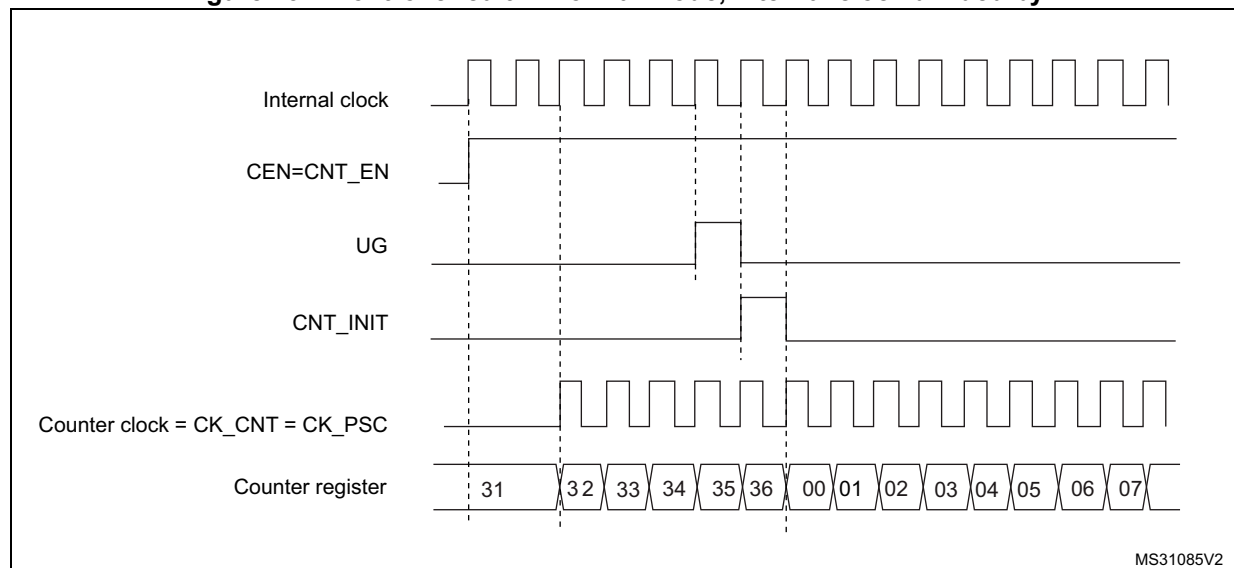 Internal clock
CEN=CNT_EN
UG
CNT_INIT
Counter clock = CK_CNT = CK_PSC
Counter register 31 32 33 34 35 36 00 01 02 03 04 05 06 07
MS31085V2